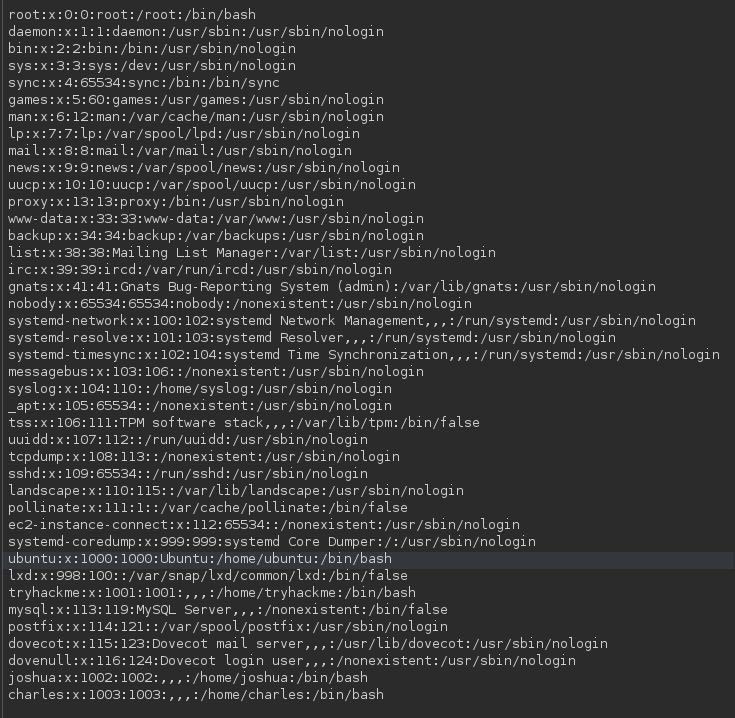 root:x:0:0:root:/root:/bin/bash
daemon:x:1:1:daemon:/usr/sbin:/usr/sbin/nologin
bin:x:2:2:bin:/bin:/usr/sbin/nologin
sys:x:3:3:sys:/dev:/usr/sbin/nologin
sync:x:4:65534:sync:/bin:/bin/sync
games:x:5:60:games:/usr/games:/usr/sbin/nologin
man:x:6:12:man:/var/cache/man:/usr/sbin/nologin
lp:x:7:7:lp:/var/spool/lpd:/usr/sbin/nologin
mail:x:8:8:mail:/var/mail:/usr/sbin/nologin
news:x:9:9:news:/var/spool/news:/usr/sbin/nologin
uucp:x:10:10:uucp:/var/spool/uucp:/usr/sbin/nologin
proxy:x:13:13:proxy:/bin:/usr/sbin/nologin
www-data:x:33:33:www-data:/var/www:/usr/sbin/nologin
backup:x:34:34:backup:/var/backups:/usr/sbin/nologin
list:x:38:38:Mailing List Manager:/var/list:/usr/sbin/nologin
irc:x:39:39:ircd:/var/run/ircd:/usr/sbin/nologin
gnats:x:41:41:Gnats Bug-Reporting System (admin):/var/lib/gnats:/usr/sbin/nologin
nobody:x:65534:65534:nobody:/nonexistent:/usr/sbin/nologin
systemd-network:x:100:102:systemd Network Management,,,:/run/systemd:/usr/sbin/nologin
systemd-resolve:x:101:103:systemd Resolver,,,:/run/systemd:/usr/sbin/nologin
systemd-timesync:x:102:104:systemd Time Synchronization,,,:/run/systemd:/usr/sbin/nologin
messagebus:x:103:106::/nonexistent:/usr/sbin/nologin
syslog:x:104:110::/home/syslog:/usr/sbin/nologin
_apt:x:105:65534::/nonexistent:/usr/sbin/nologin
tss:x:106:111:TPM software stack,,,:/var/lib/tpm:/bin/false
uuidd:x:107:112::/run/uuidd:/usr/sbin/nologin
tcpdump:x:108:113::/nonexistent:/usr/sbin/nologin
sshd:x:109:65534::/run/sshd:/usr/sbin/nologin
landscape:x:110:115::/var/lib/landscape:/usr/sbin/nologin
pollinate:x:111:1::/var/cache/pollinate:/bin/false
ec2-instance-connect:x:112:65534::/nonexistent:/usr/sbin/nologin
systemd-coredump:x:999:999:systemd Core Dumper:/:/usr/sbin/nologin
ubuntu:x:1000:1000:Ubuntu:/home/ubuntu:/bin/bash
lxd:x:998:100::/var/snap/lxd/common/lxd:/bin/false
tryhackme:x:1001:1001:,,,:/home/tryhackme:/bin/bash
mysql:x:113:119:MySQL Server,,,:/nonexistent:/bin/false
postfix:x:114:121::/var/spool/postfix:/usr/sbin/nologin
dovecot:x:115:123:Dovecot mail server,,,:/usr/lib/dovecot:/usr/sbin/nologin
dovenull:x:116:124:Dovecot login user,,,:/nonexistent:/usr/sbin/nologin
joshua:x:1002:1002:,,,:/home/joshua:/bin/bash
charles:x:1003:1003:,,,:/home/charles:/bin/bash